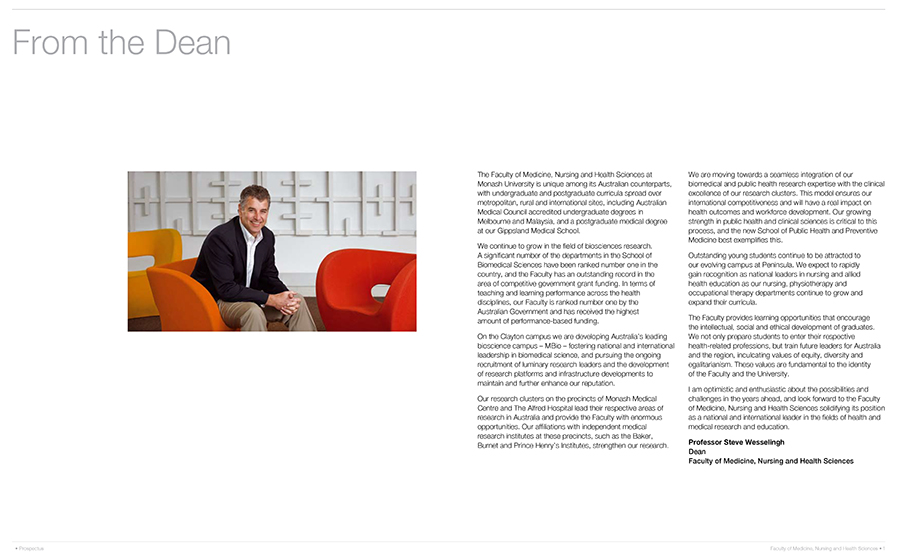 From the Dean
The Faculty of Medicine, Nursing and Health Sciences at
Monash University is unique among its Australian counterparts,
with undergraduate and postgraduate curricula spread over
metropolitan, rural and international sites, including Australian
Medical Council accredited undergraduate degrees in
Melbourne and Malaysia, and a postgraduate medical degree
at our Gippsland Medical School.
We continue to grow in the field of biosciences research.
A significant number of the departments in the School of
Biomedical Sciences have been ranked number one in the
country, and the Faculty has an outstanding record in the
area of competitive government grant funding. In terms of
teaching and learning performance across the health
disciplines, our Faculty is ranked number one by the
Australian Government and has received the highest
amount of performance-based funding.
On the Clayton campus we are developing Australia's leading
bioscience campus – MBio – fostering national and international
leadership in biomedical science, and pursuing the ongoing
recruitment of luminary research leaders and the development
of research platforms and infrastructure developments to
maintain and further enhance our reputation.
Our research clusters on the precincts of Monash Medical
Centre and The Alfred Hospital lead their respective areas of
research in Australia and provide the Faculty with enormous
opportunities. Our affiliations with independent medical
research institutes at these precincts, such as the Baker,
Burnet and Prince Henry's Institutes, strengthen our research.
We are moving towards a seamless integration of our
biomedical and public health research expertise with the clinical
excellence of our research clusters. This model ensures our
international competitiveness and will have a real impact on
health outcomes and workforce development. Our growing
strength in public health and clinical sciences is critical to this
process, and the new School of Public Health and Preventive
Medicine best exemplifies this.
Outstanding young students continue to be attracted to
our evolving campus at Peninsula. We expect to rapidly
gain recognition as national leaders in nursing and allied
health education as our nursing, physiotherapy and
occupational therapy departments continue to grow and
expand their curricula.
The Faculty provides learning opportunities that encourage
the intellectual, social and ethical development of graduates.
We not only prepare students to enter their respective
health-related professions, but train future leaders for Australia
and the region, inculcating values of equity, diversity and
egalitarianism. These values are fundamental to the identity
of the Faculty and the University.
I am optimistic and enthusiastic about the possibilities and
challenges in the years ahead, and look forward to the Faculty
of Medicine, Nursing and Health Sciences solidifying its position
as a national and international leader in the fields of health and
medical research and education.
Professor Steve Wesselingh
Dean
Faculty of Medicine, Nursing and Health Sciences
Prospectus
Faculty of Medicine, Nursing and Health Sciences • 1